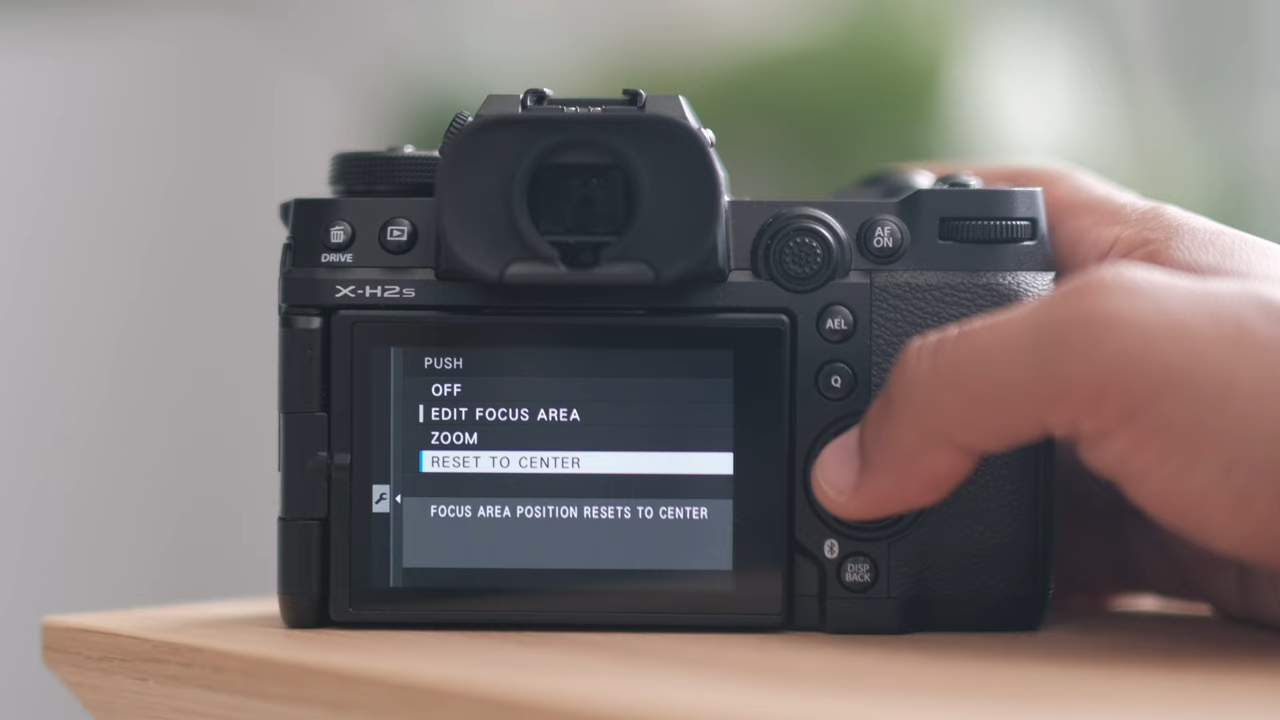 DRIVE
AF
ON
X-H2S
AEL
Q
PUSH
OFF
EDIT FOCUS AREA
ZOOM
RESET TO CENTER
FOCUS AREA POSITION RESETS TO CENTER
DISP
BACK